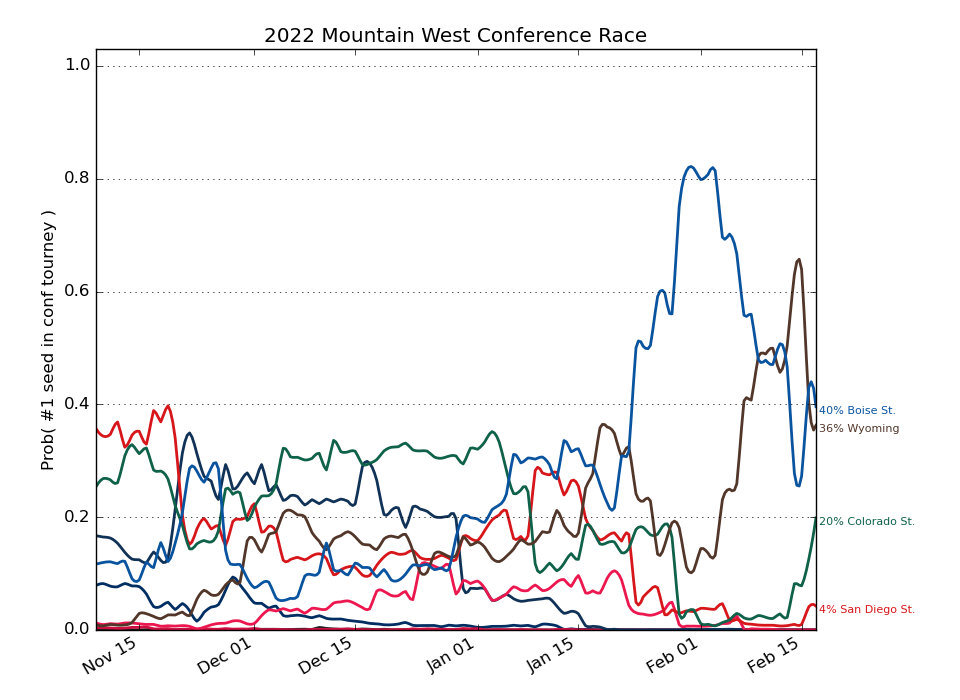 2022 Mountain West Conference Race
Prob( #1 seed in conf tourney )
1.0
0.8
0.6
0.4
0.2
0.0
40% Boise St.
36% Wyoming
20% Colorado St.
4% San Diego St.
Nov 15
Dec 01
Dec 15
Jan 01
Jan 15
Feb 01
Feb 15